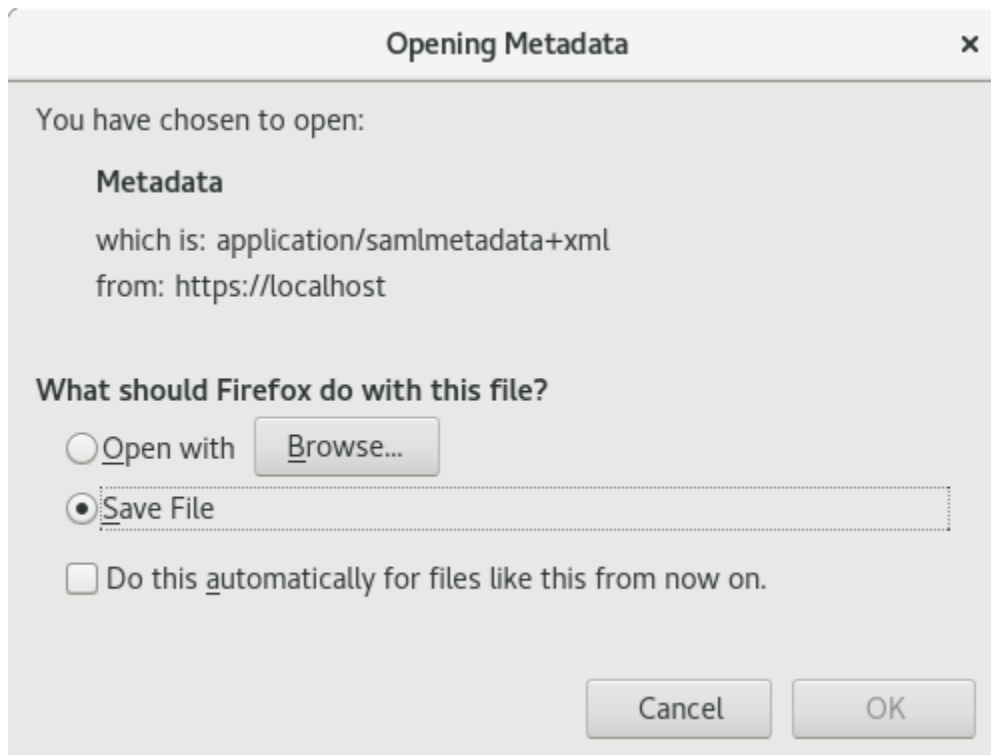 Opening Metadata
You have chosen to open:
Metadata
which is: application/samlmetadata+xml
from: https://localhost
What should Firefox do with this file?
Open with Browse...
Save File
Do this automatically for files like this from now on.
Cancel OK